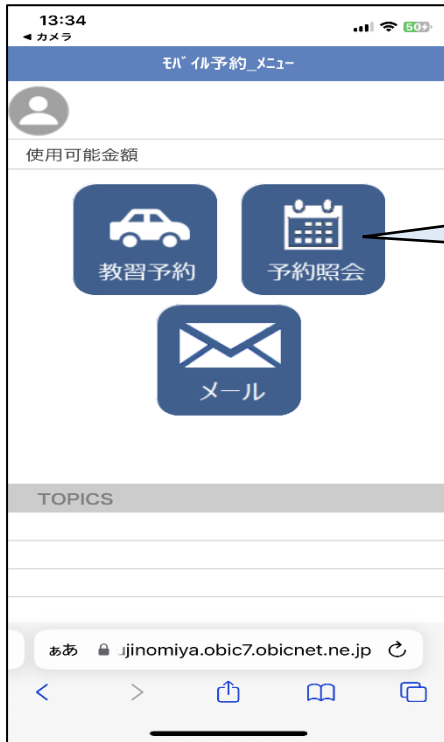 13:34
◀ カメラ
50
ﾓﾊﾞｲﾙ予約_ﾒﾆｭｰ
使用可能金額
教習予約
予約照会
メール
TOPICS
ぁあ
ujinomiya.obic7.obicnet.ne.jp